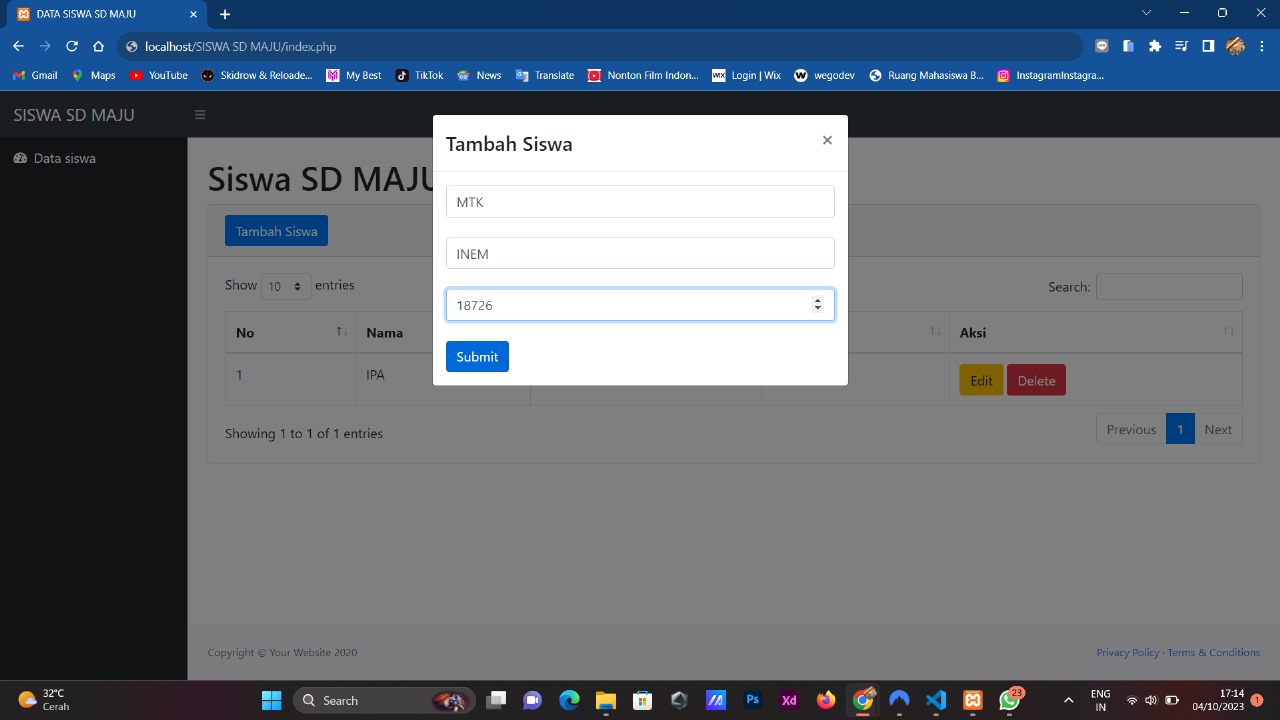 DATA SISWA SD MAJU
localhost/SISWA SD MAJU/index.php
Gmail Maps YouTube Skidrow & Reloade... My Best TikTok News Translate Nonton Film Indon... Login | Wix wegodev Ruang Mahasiswa B... InstagramInstagra...
SISWA SD MAJU
Data siswa
Siswa SD MAJU
Tambah Siswa
Show 10 entries
Search:
No Nama Aksi
1 IPA Edit Delete
Showing 1 to 1 of 1 entries
Previous 1 Next
Tambah Siswa ×
MTK
INEM
18726
Submit
Copyright © Your Website 2020
Privacy Policy · Terms & Conditions
32°C
Cerah
Search
Ps
Xd
23
ENG
IN
17:14
04/10/2023
1